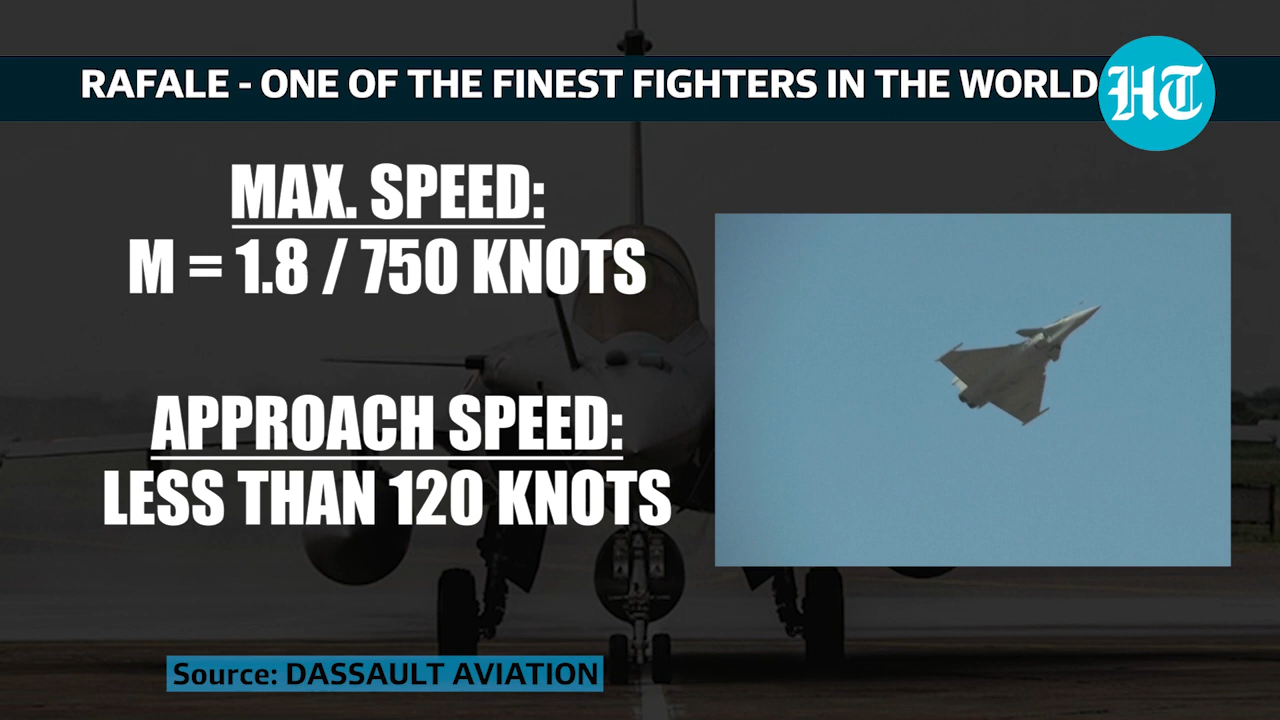 RAFALE - ONE OF THE FINEST FIGHTERS IN THE WORLD
HT
MAX. SPEED:
M = 1.8 / 750 KNOTS
APPROACH SPEED:
LESS THAN 120 KNOTS
Source: DASSAULT AVIATION